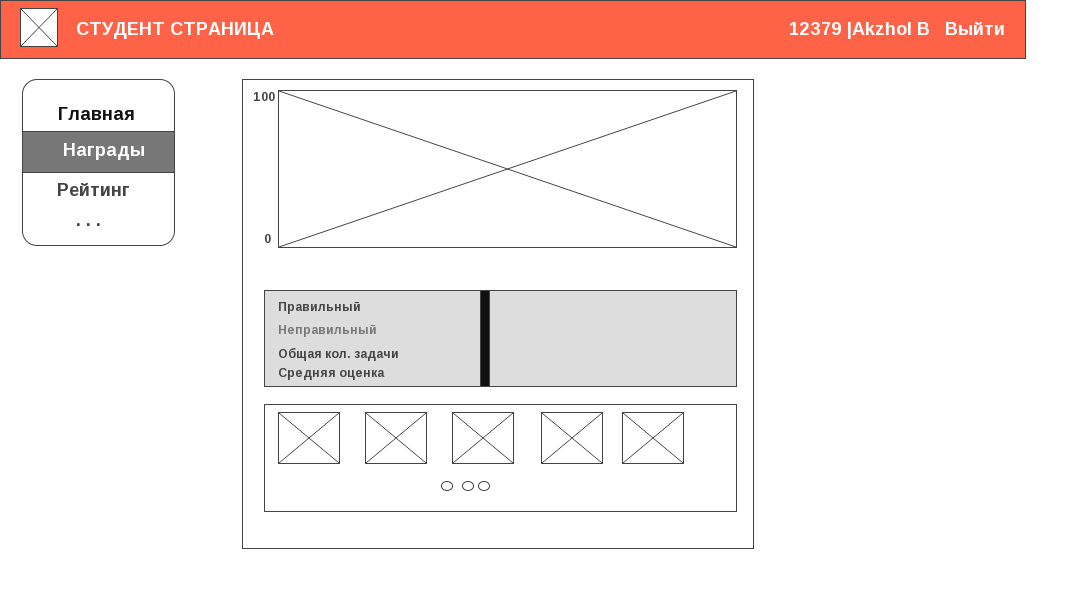 СТУДЕНТ СТРАНИЦА
12379 |Akzhol B Выйти
Главная
Награды
Рейтинг
. . .
100
0
Правильный
Неправильный
Общая кол. задачи
Средняя оценка